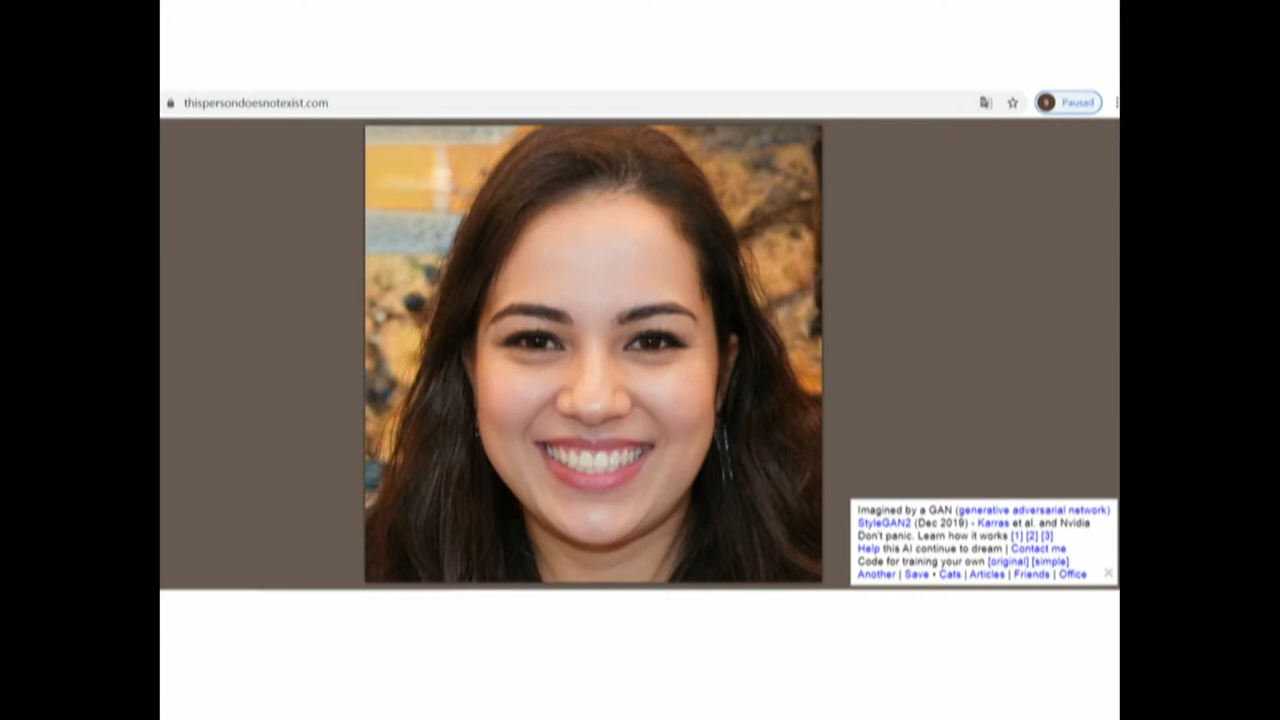 thispersondoesnotexist.com
Pausad
Imagined by a GAN (generative adversarial network)
StyleGAN2 (Dec 2019) - Karras et al. and Nvidia
Don't panic. Learn how it works [1] [2] [3]
Help this AI continue to dream | Contact me
Code for training your own [original] [simple]
Another | Save • Cats | Articles | Friends | Office